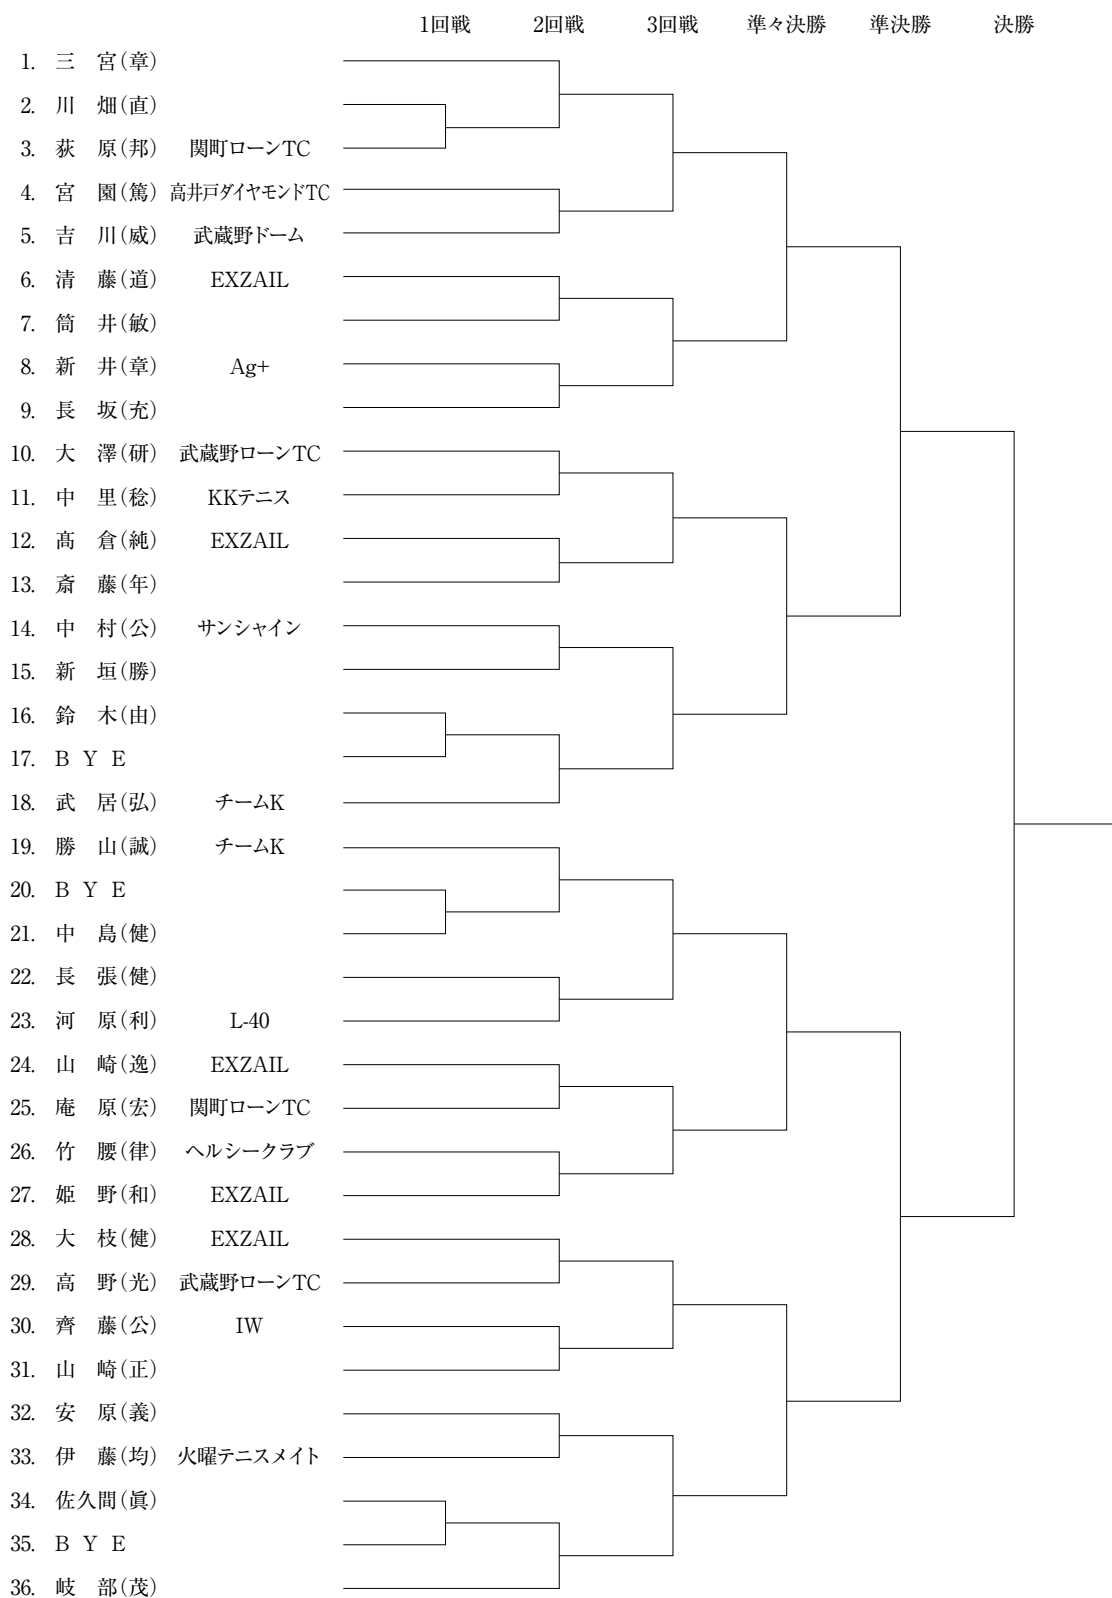 1回戦 2回戦 3回戦 準々決勝 準決勝 決勝
1. 三 宮(章)
2. 川 畑(直)
3. 荻 原(邦) 関町ローンTC
4. 宮 園(篤) 高井戸ダイヤモンドTC
5. 吉 川(威) 武蔵野ドーム
6. 清 藤(道) EXZAIL
7. 筒 井(敏)
8. 新 井(章) Ag+
9. 長 坂(充)
10. 大 澤(研) 武蔵野ローンTC
11. 中 里(稔) KKテニス
12. 髙 倉(純) EXZAIL
13. 斎 藤(年)
14. 中 村(公) サンシャイン
15. 新 垣(勝)
16. 鈴 木(由)
17. B Y E
18. 武 居(弘) チームK
19. 勝 山(誠) チームK
20. B Y E
21. 中 島(健)
22. 長 張(健)
23. 河 原(利) L-40
24. 山 崎(逸) EXZAIL
25. 庵 原(宏) 関町ローンTC
26. 竹 腰(律) ヘルシークラブ
27. 姫 野(和) EXZAIL
28. 大 枝(健) EXZAIL
29. 高 野(光) 武蔵野ローンTC
30. 齊 藤(公) IW
31. 山 崎(正)
32. 安 原(義)
33. 伊 藤(均) 火曜テニスメイト
34. 佐久間(眞)
35. B Y E
36. 岐 部(茂)